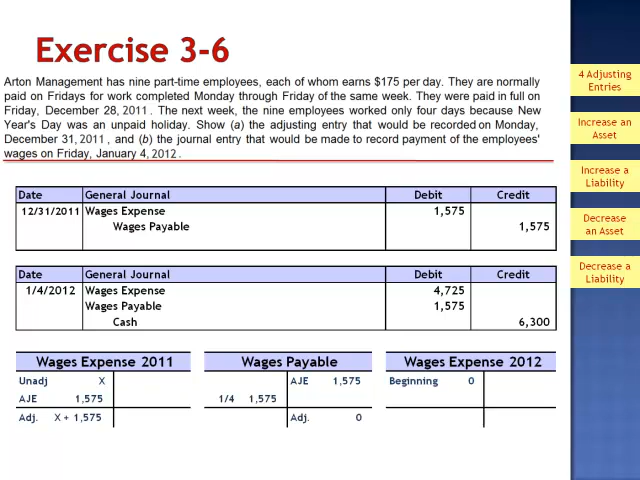 Exercise 3-6
Arton Management has nine part-time employees, each of whom earns $175 per day. They are normally
paid on Fridays for work completed Monday through Friday of the same week. They were paid in full on
Friday, December 28, 2011. The next week, the nine employees worked only four days because New
Year's Day was an unpaid holiday. Show (a) the adjusting entry that would be recorded on Monday,
December 31, 2011, and (b) the journal entry that would be made to record payment of the employees'
wages on Friday, January 4, 2012.
Date General Journal Debit Credit
12/31/2011 Wages Expense 1,575
Wages Payable 1,575
Date General Journal Debit Credit
1/4/2012 Wages Expense 4,725
Wages Payable 1,575
Cash 6,300
Wages Expense 2011
Unadj X
AJE 1,575
Adj. X + 1,575
Wages Payable
AJE 1,575
1/4 1,575
Adj. 0
Wages Expense 2012
Beginning 0
4 Adjusting
Entries
Increase an
Asset
Increase a
Liability
Decrease
an Asset
Decrease a
Liability